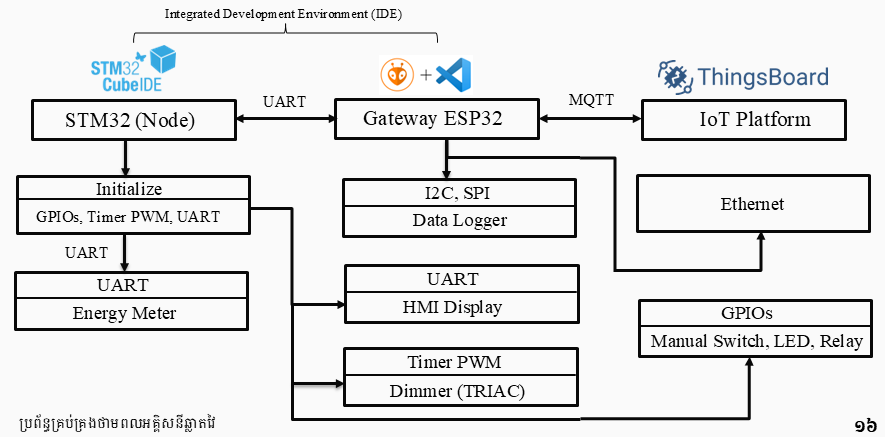 Integrated Development Environment (IDE)
STM32
CubeIDE
+
ThingsBoard
STM32 (Node)
UART
Gateway ESP32
MQTT
IoT Platform
Initialize
GPIOs, Timer PWM, UART
I2C, SPI
Data Logger
Ethernet
UART
UART
Energy Meter
UART
HMI Display
GPIOs
Manual Switch, LED, Relay
Timer PWM
Dimmer (TRIAC)
ប្រព័ន្ធគ្រប់គ្រងថាមពលអគ្គិសនីឆ្លាតវៃ
១៦